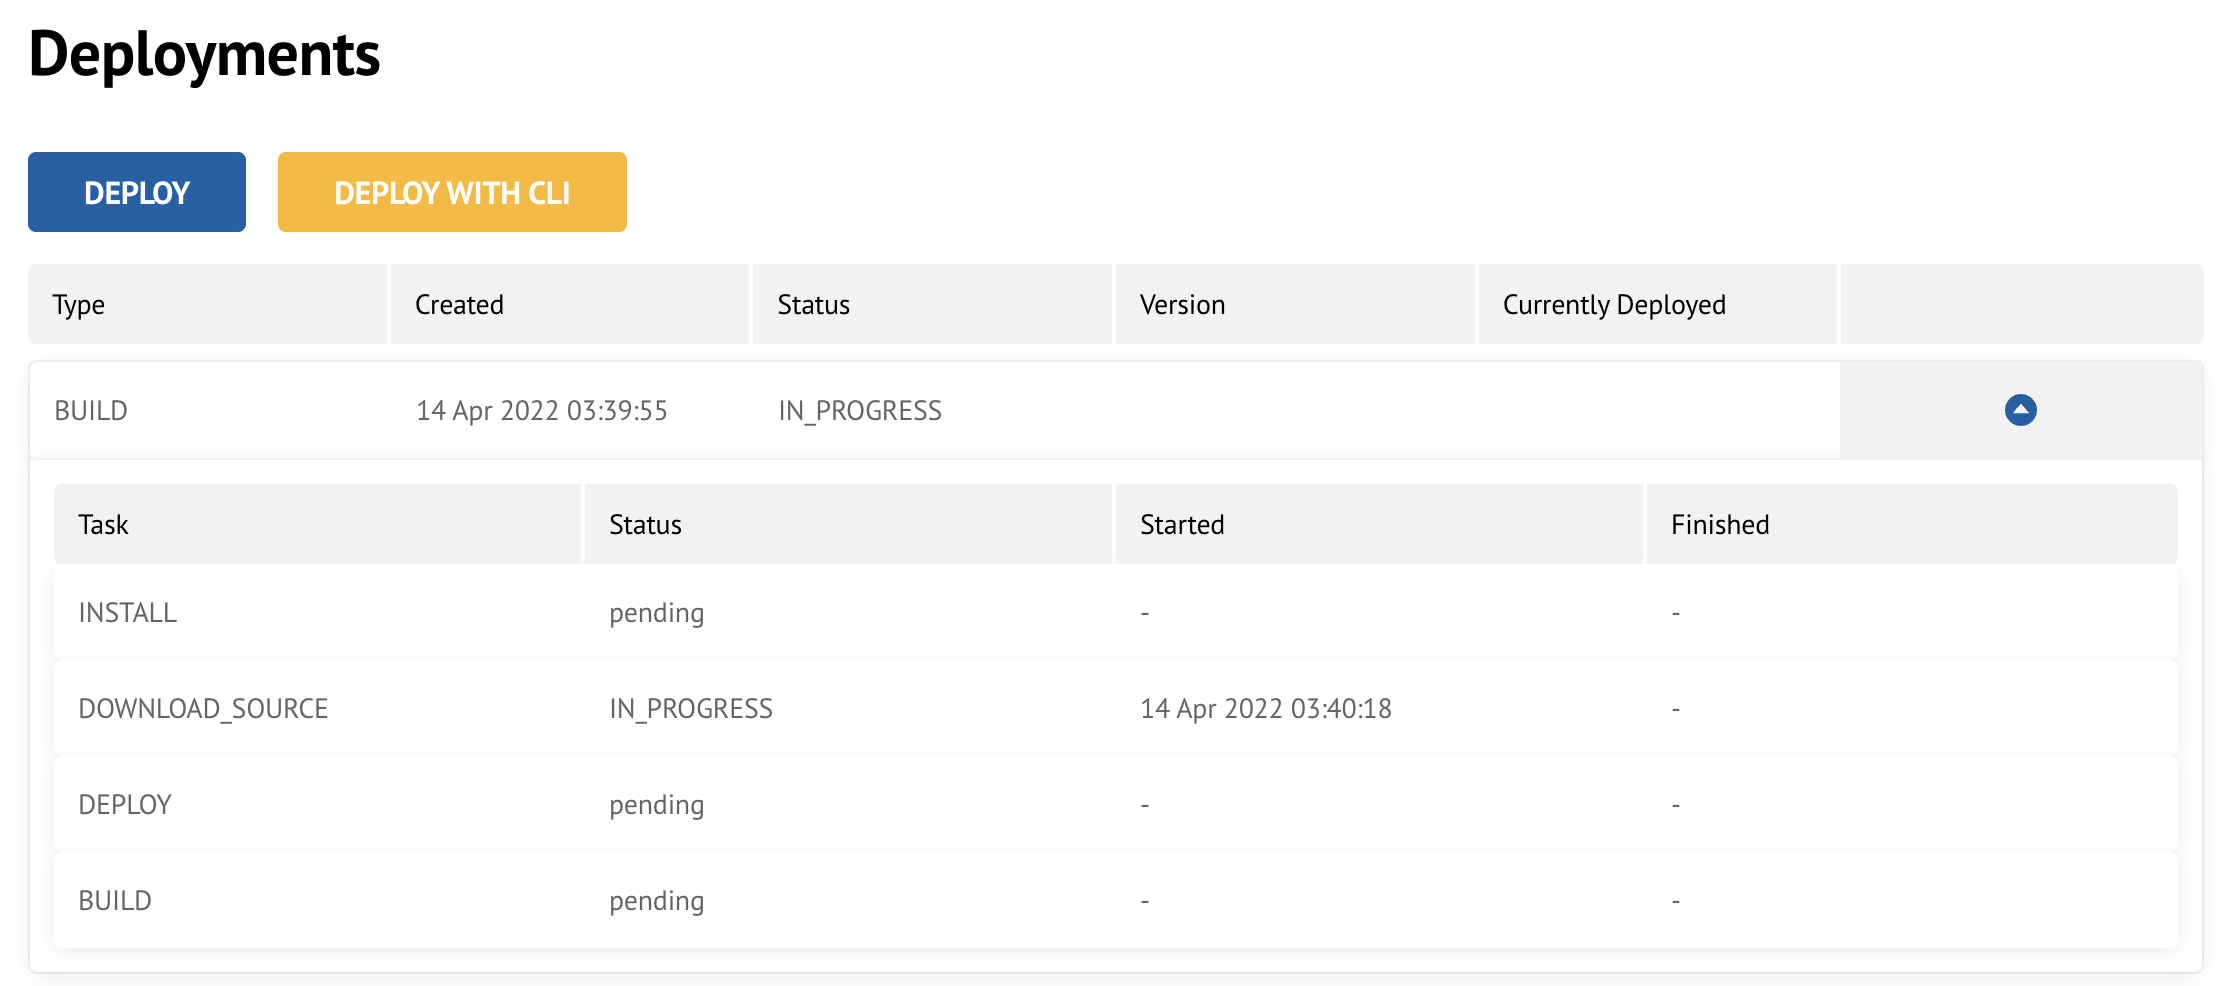 Deployments
DEPLOY DEPLOY WITH CLI
Type Created Status Version Currently Deployed
BUILD 14 Apr 2022 03:39:55 IN_PROGRESS
Task Status Started Finished
INSTALL pending - -
DOWNLOAD_SOURCE IN_PROGRESS 14 Apr 2022 03:40:18 -
DEPLOY pending - -
BUILD pending - -